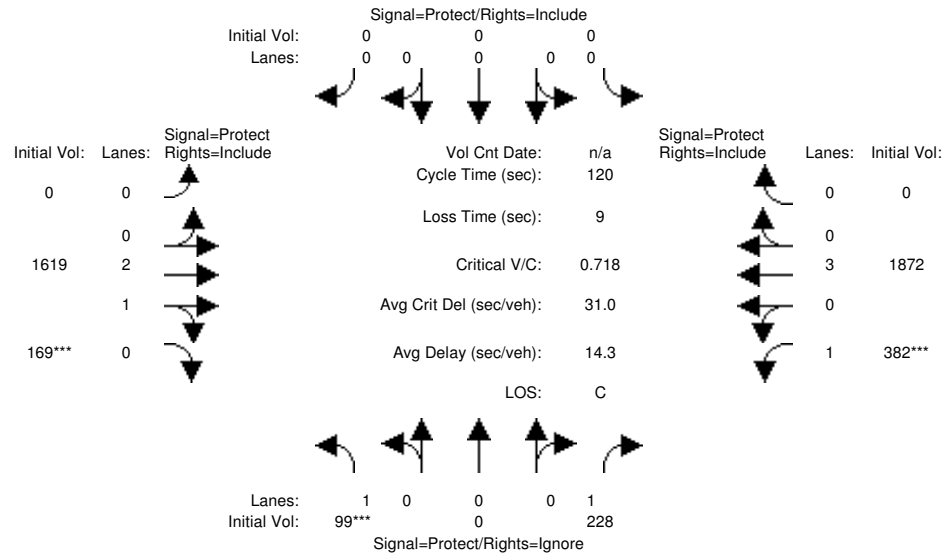 Signal=Protect/Rights=Include
Initial Vol: 0 0 0
Lanes: 0 0 0 0 0
Signal=Protect
Initial Vol: Lanes: Rights=Include
Vol Cnt Date: n/a
Signal=Protect
Rights=Include Lanes: Initial Vol:
0 0
Cycle Time (sec): 120
0 0
0
Loss Time (sec): 9
0
1619 2
Critical V/C: 0.718
3 1872
1
Avg Crit Del (sec/veh): 31.0
0
169*** 0
Avg Delay (sec/veh): 14.3
1 382***
LOS: C
Lanes: 1 0 0 0 1
Initial Vol: 99*** 0 228
Signal=Protect/Rights=Ignore